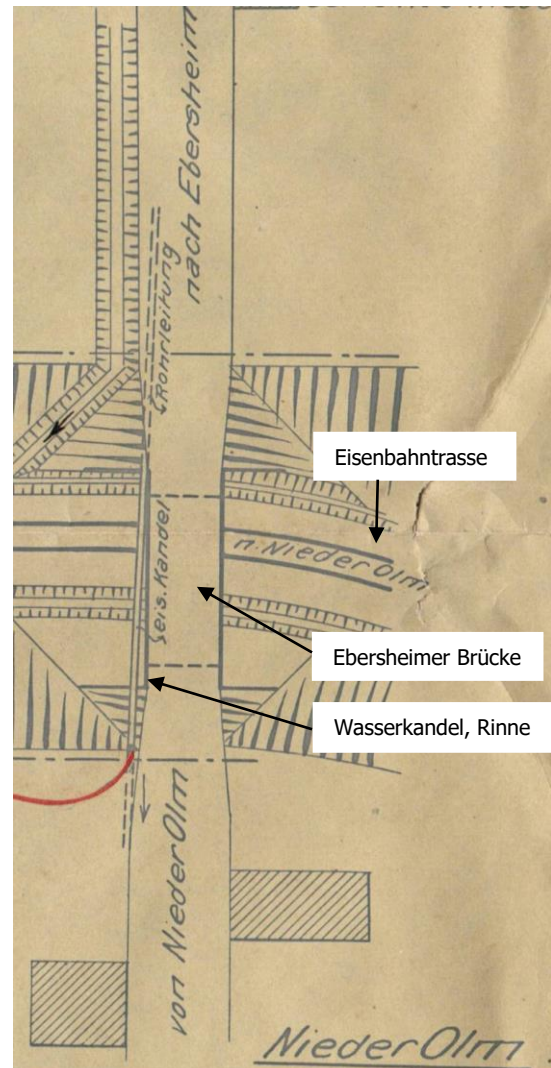 nach Ebersheim
Rohrleitung
Eisenbahntrasse
eis. Kandel
n. Nieder Olm
Ebersheimer Brücke
Wasserkandel, Rinne
von Nieder Olm
Nieder Olm